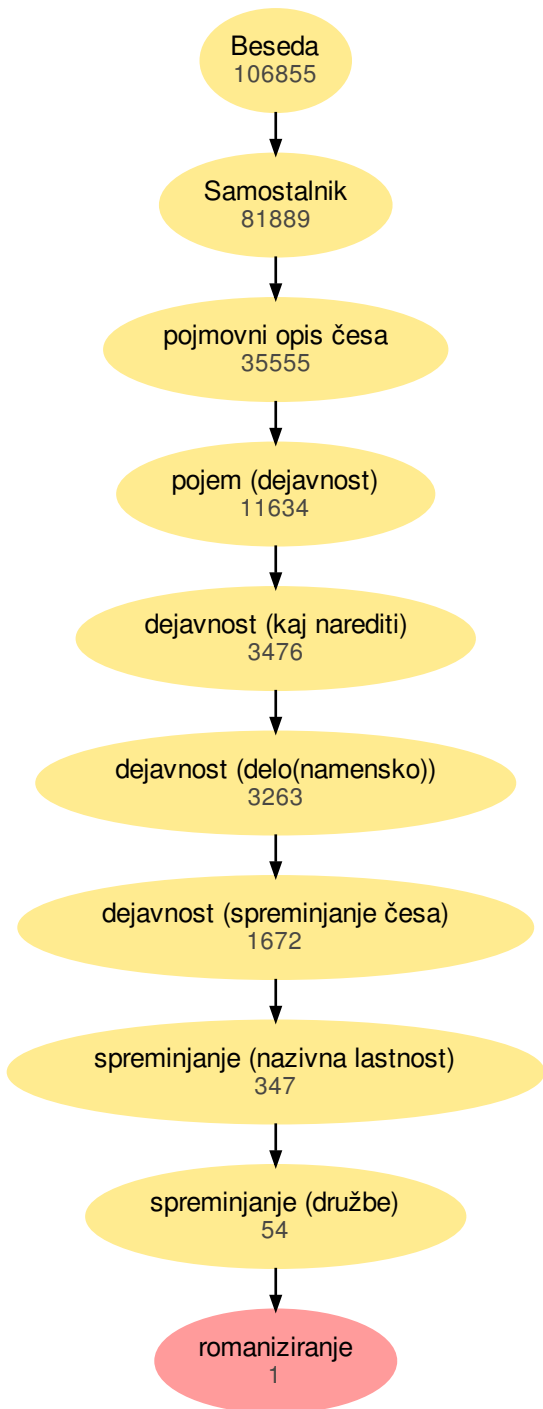 Beseda
106855
Samostalnik
81889
pojmovni opis česa
35555
pojem (dejavnost)
11634
dejavnost (kaj narediti)
3476
dejavnost (delo(namensko))
3263
dejavnost (spreminjanje česa)
1672
spreminjanje (nazivna lastnost)
347
spreminjanje (družbe)
54
romaniziranje
1